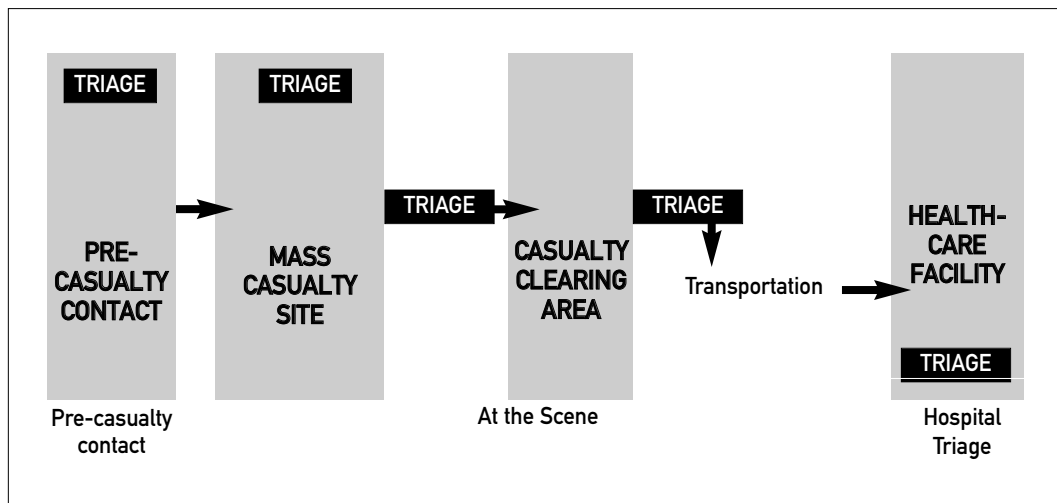 TRIAGE
PRE-
CASUALTY
CONTACT
Pre-casualty
contact
TRIAGE
MASS
CASUALTY
SITE
TRIAGE
CASUALTY
CLEARING
AREA
At the Scene
TRIAGE
Transportation
HEALTH-
CARE
FACILITY
TRIAGE
Hospital
Triage